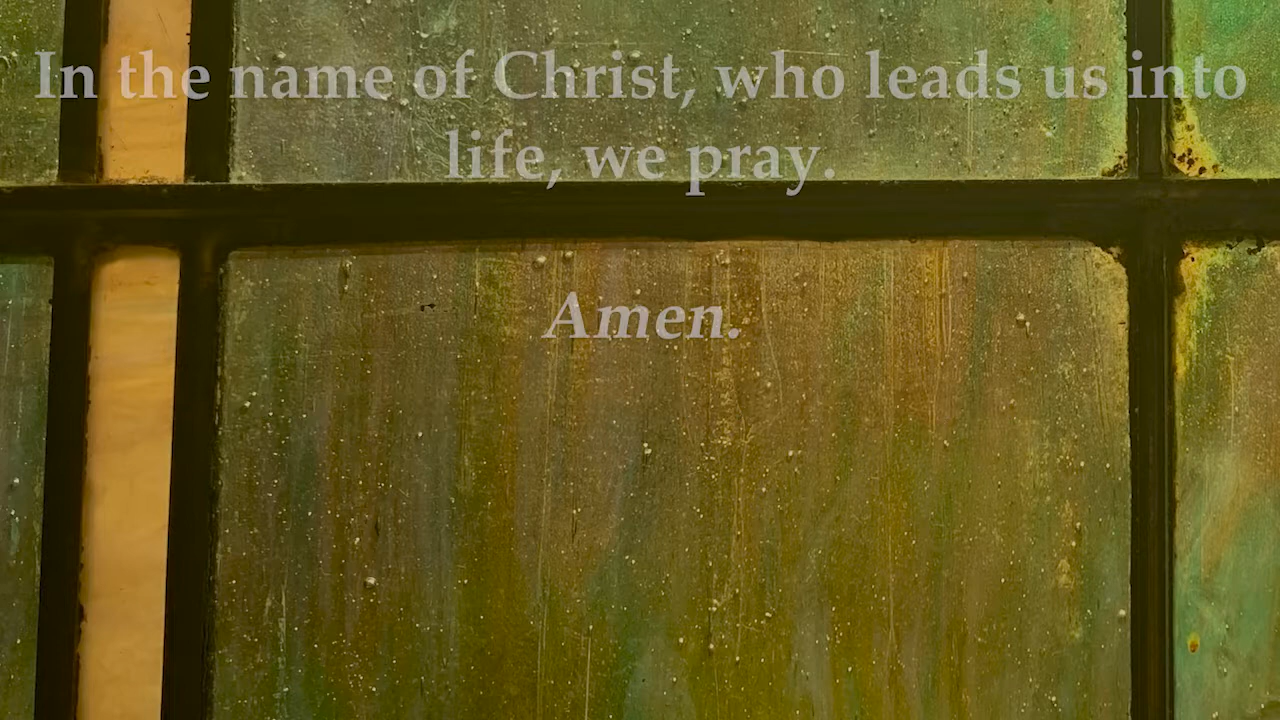 In the name of Christ, who leads us into
life, we pray.
Amen.